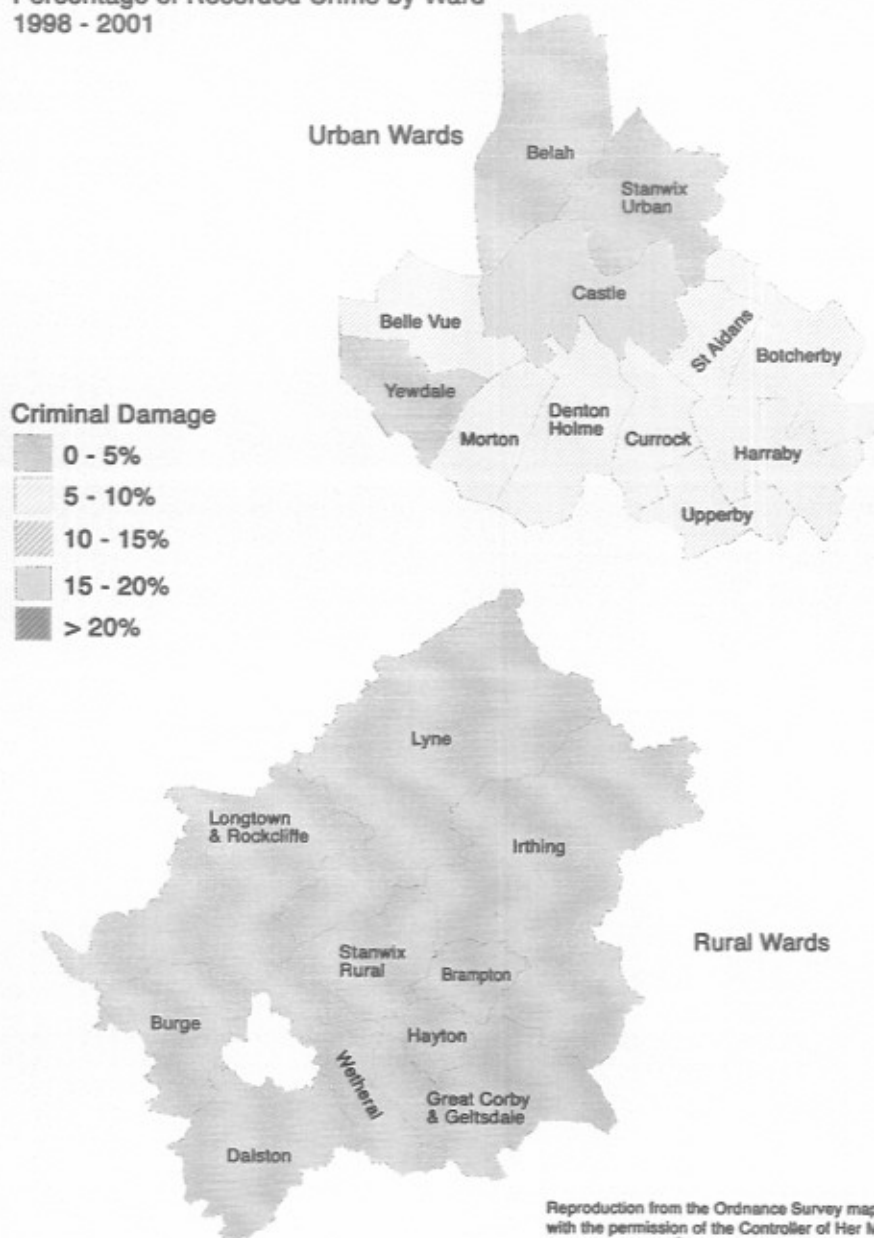 Percentage of Recorded Crime by Ward
1998 - 2001
Urban Wards
Belah
Stanwix
Urban
Castle
Belle Vue
St Aidans
Botcherby
Yewdale
Denton
Holme
Morton
Currock
Harraby
Upperby
Criminal Damage
0 - 5%
5 - 10%
10 - 15%
15 - 20%
> 20%
Lyne
Longtown
& Rockcliffe
Irthing
Rural Wards
Stanwix
Rural
Brampton
Burge
Hayton
Wetheral
Great Corby
& Geltsdale
Dalston
Reproduction from the Ordnance Survey map
with the permission of the Controller of Her M